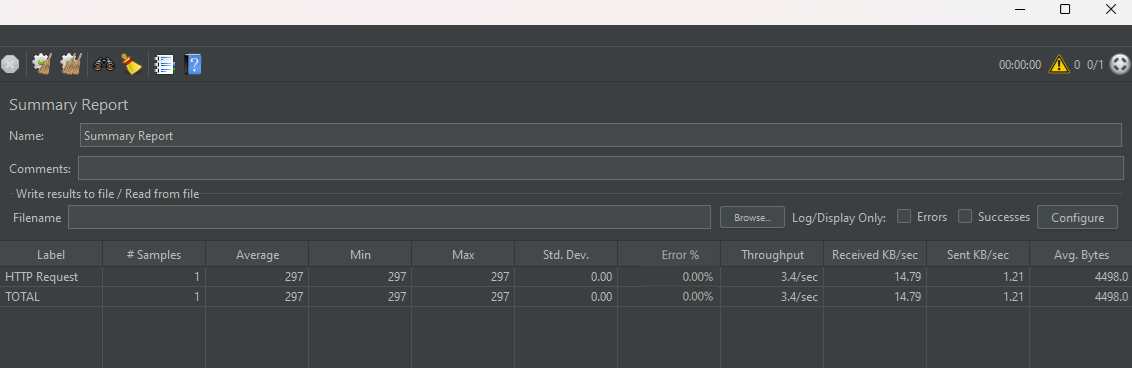 00:00:00 0 0/1
Summary Report
Name: Summary Report
Comments:
Write results to file / Read from file
Filename Browse... Log/Display Only: Errors Successes Configure
Label # Samples Average Min Max Std. Dev. Error % Throughput Received KB/sec Sent KB/sec Avg. Bytes
HTTP Request 1 297 297 297 0.00 0.00% 3.4/sec 14.79 1.21 4498.0
TOTAL 1 297 297 297 0.00 0.00% 3.4/sec 14.79 1.21 4498.0